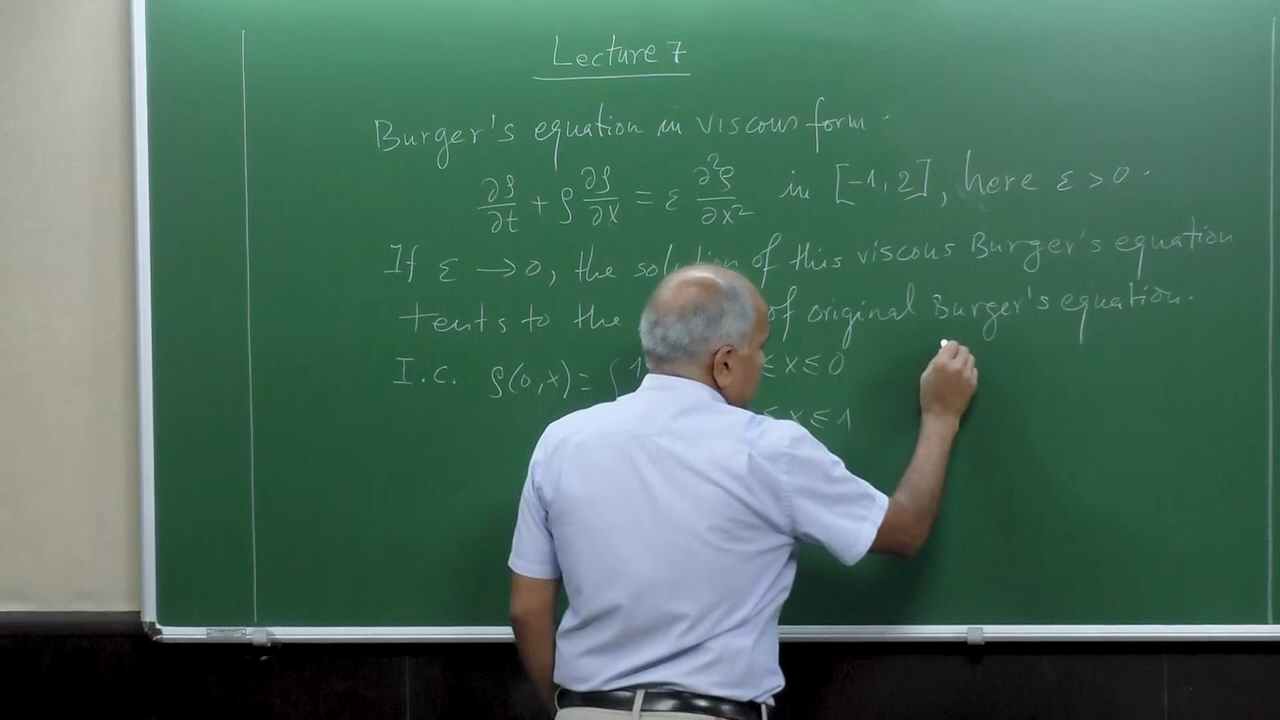 Lecture 7
Burger's equation in viscous form.
∂ρ/∂t + ρ ∂ρ/∂x = ε ∂²ρ/∂x² in [-1, 2], here ε > 0.
If ε → 0, the of this viscous Burger's equation
tents to the of original Burger's equation.
I.C. ρ(0, x) = { 1 ≤ x ≤ 0
≤ x ≤ 1